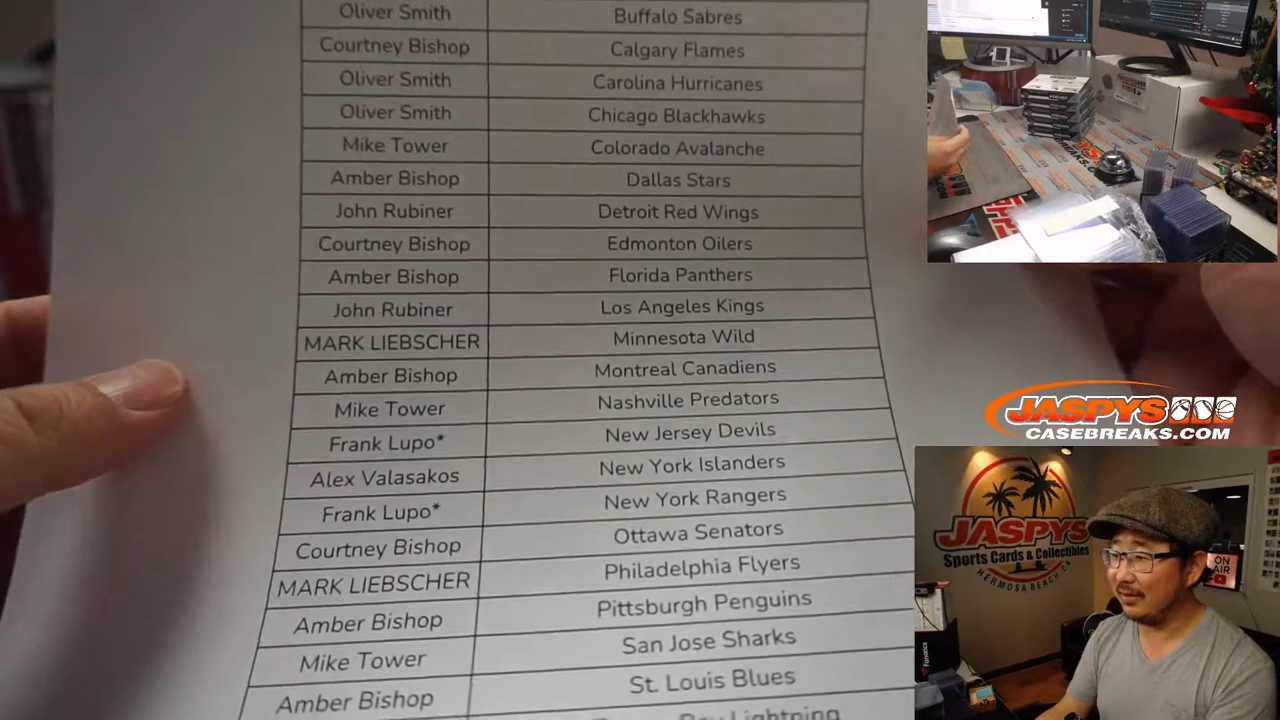 Oliver Smith Buffalo Sabres
Courtney Bishop Calgary Flames
Oliver Smith Carolina Hurricanes
Oliver Smith Chicago Blackhawks
Mike Tower Colorado Avalanche
Amber Bishop Dallas Stars
John Rubiner Detroit Red Wings
Courtney Bishop Edmonton Oilers
Amber Bishop Florida Panthers
John Rubiner Los Angeles Kings
MARK LIEBSCHER Minnesota Wild
Amber Bishop Montreal Canadiens
Mike Tower Nashville Predators
Frank Lupo* New Jersey Devils
Alex Valasakos New York Islanders
Frank Lupo* New York Rangers
Courtney Bishop Ottawa Senators
MARK LIEBSCHER Philadelphia Flyers
Amber Bishop Pittsburgh Penguins
Mike Tower San Jose Sharks
Amber Bishop St. Louis Blues
Lightning
JASPYS
CASEBREAKS.COM
JASPYS
Sports Cards & Collectibles
HERMOSA BEACH, CA
ON
AIR
Fanatics